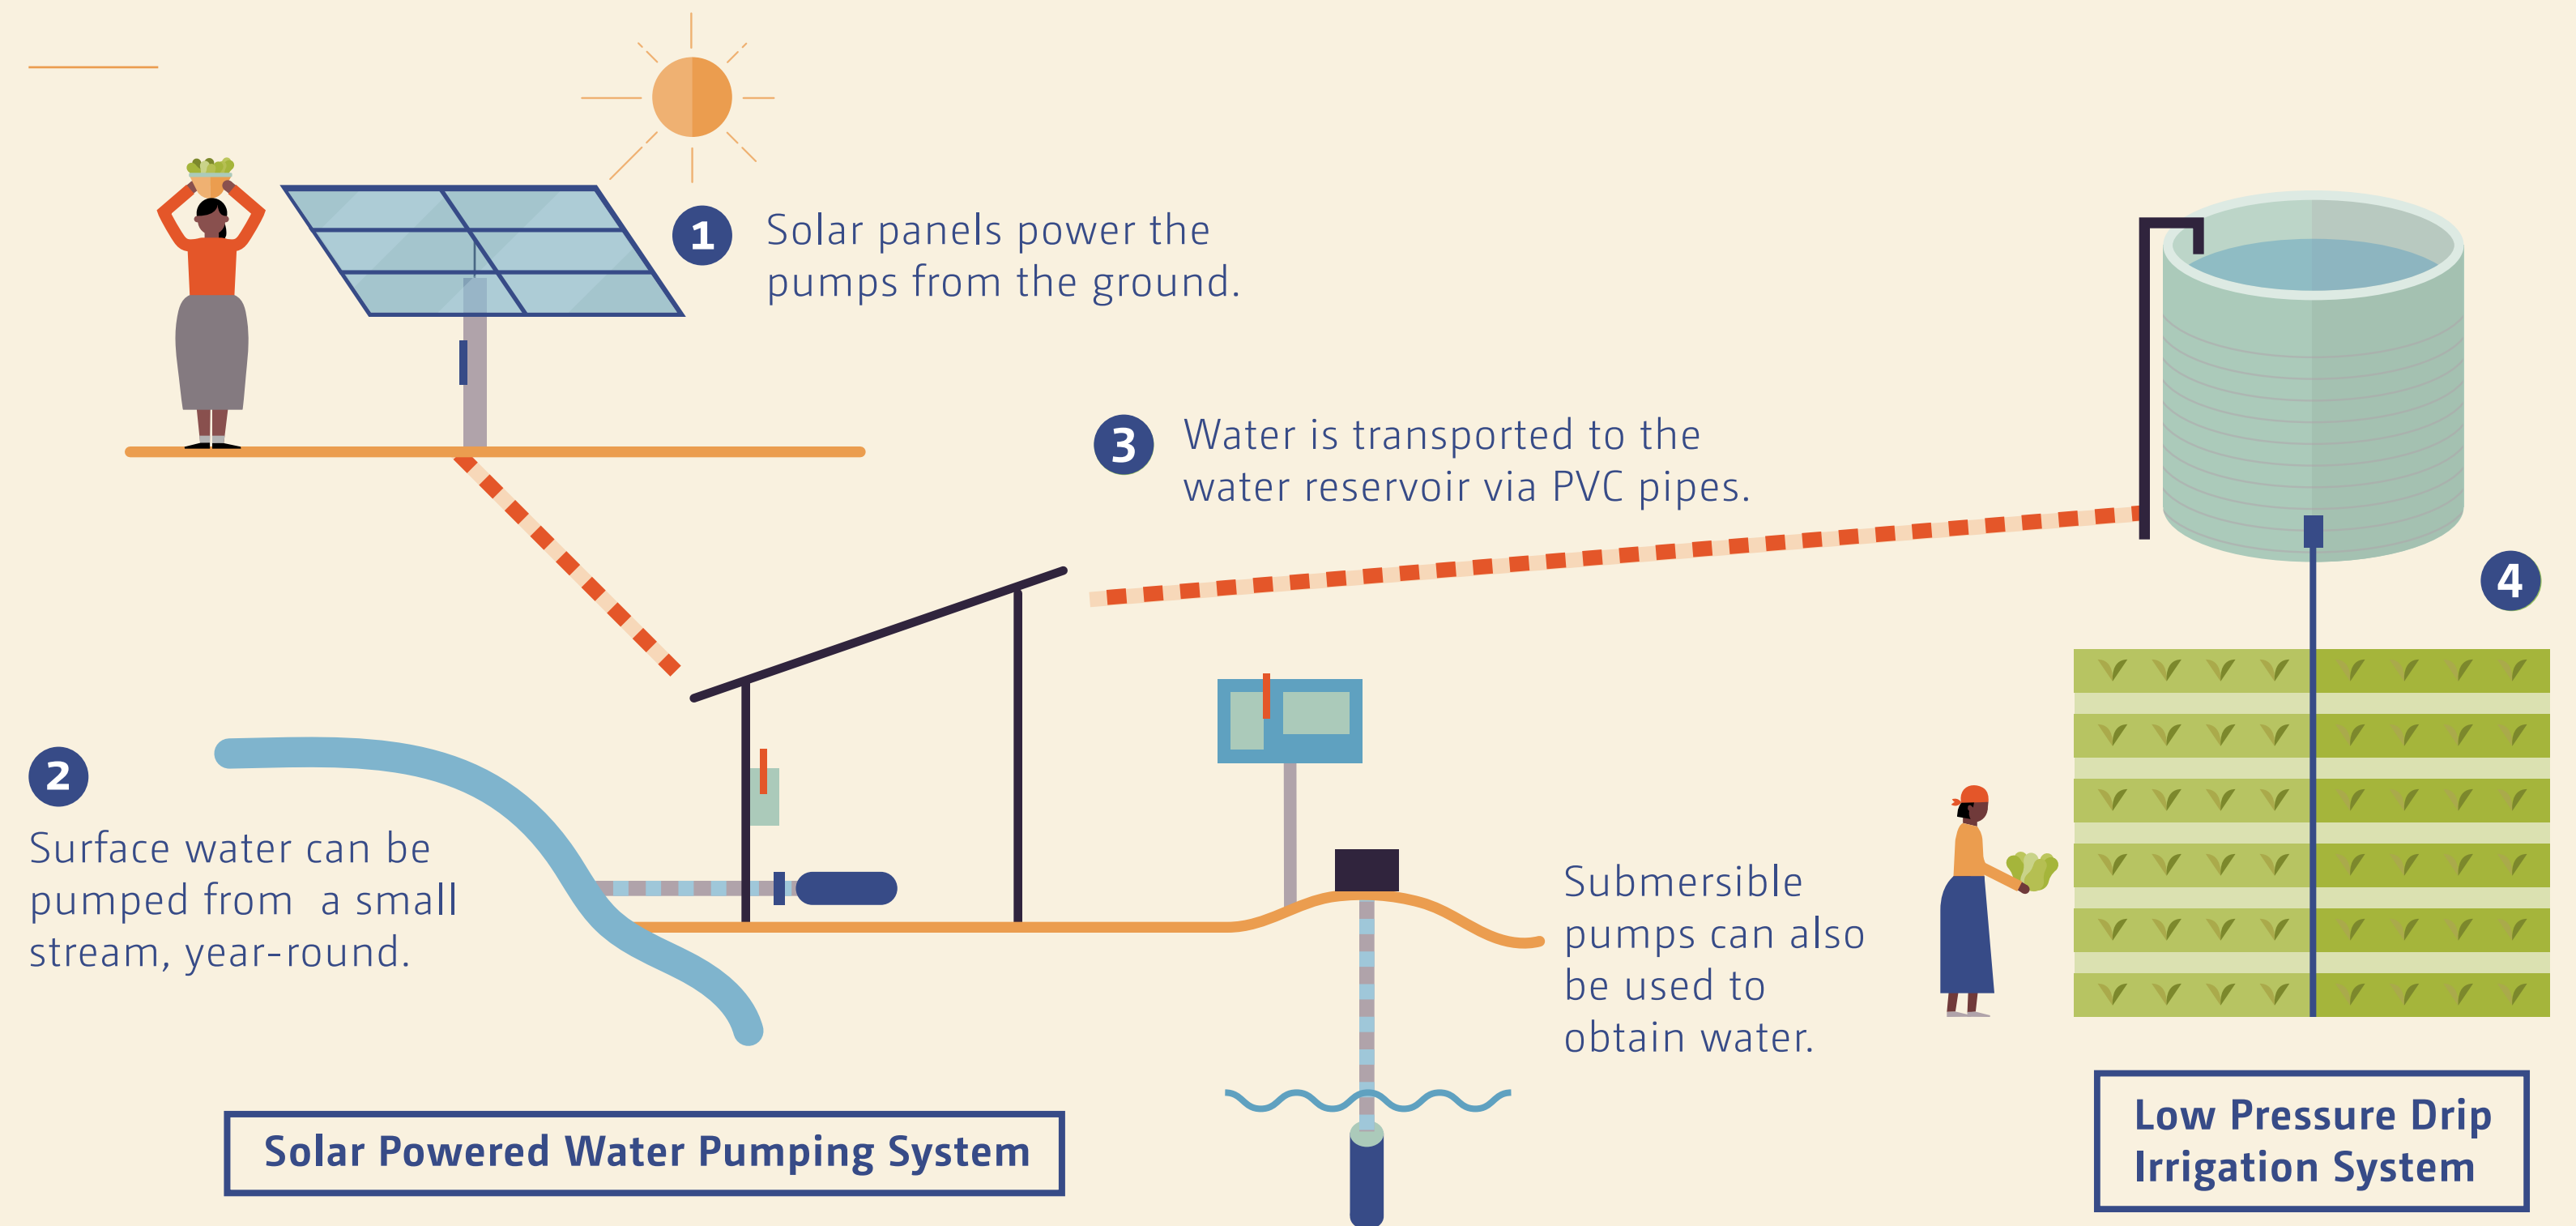 1
Solar panels power the
pumps from the ground.
2
Surface water can be
pumped from a small
stream, year-round.
3
Water is transported to the
water reservoir via PVC pipes.
Submersible
pumps can also
be used to
obtain water.
4
Solar Powered Water Pumping System
Low Pressure Drip
Irrigation System